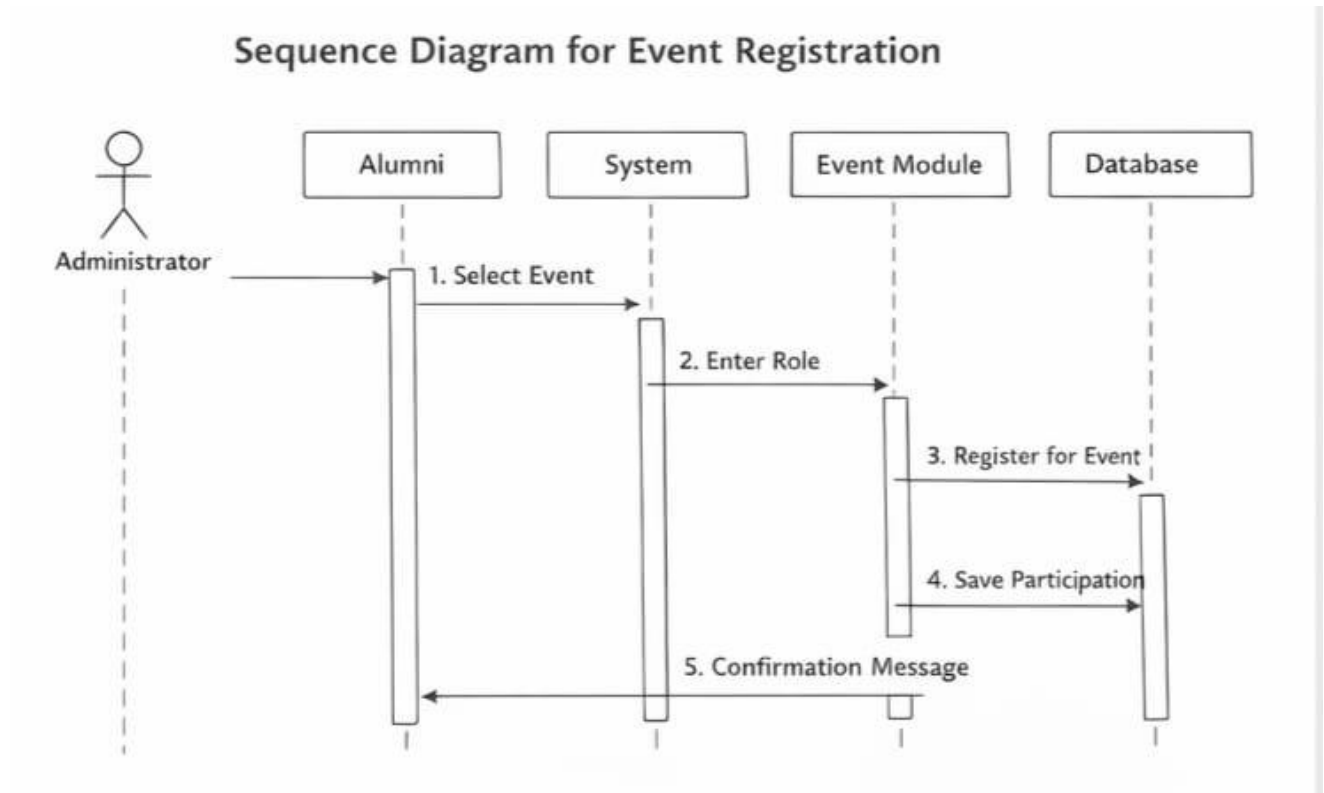 Sequence Diagram for Event Registration
Alumni
System
Event Module
Database
Administrator
1. Select Event
2. Enter Role
3. Register for Event
4. Save Participation
5. Confirmation Message